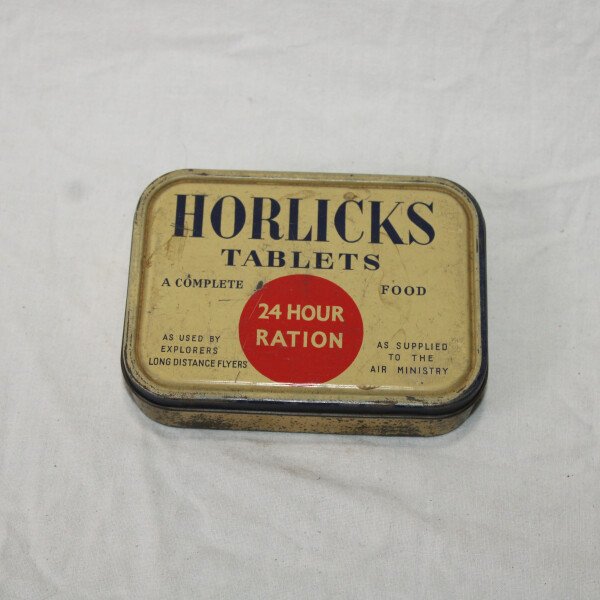 HORLICKS
TABLETS
A COMPLETE FOOD
24 HOUR
RATION
AS USED BY
EXPLORERS
LONG DISTANCE FLYERS
AS SUPPLIED
TO THE
AIR MINISTRY